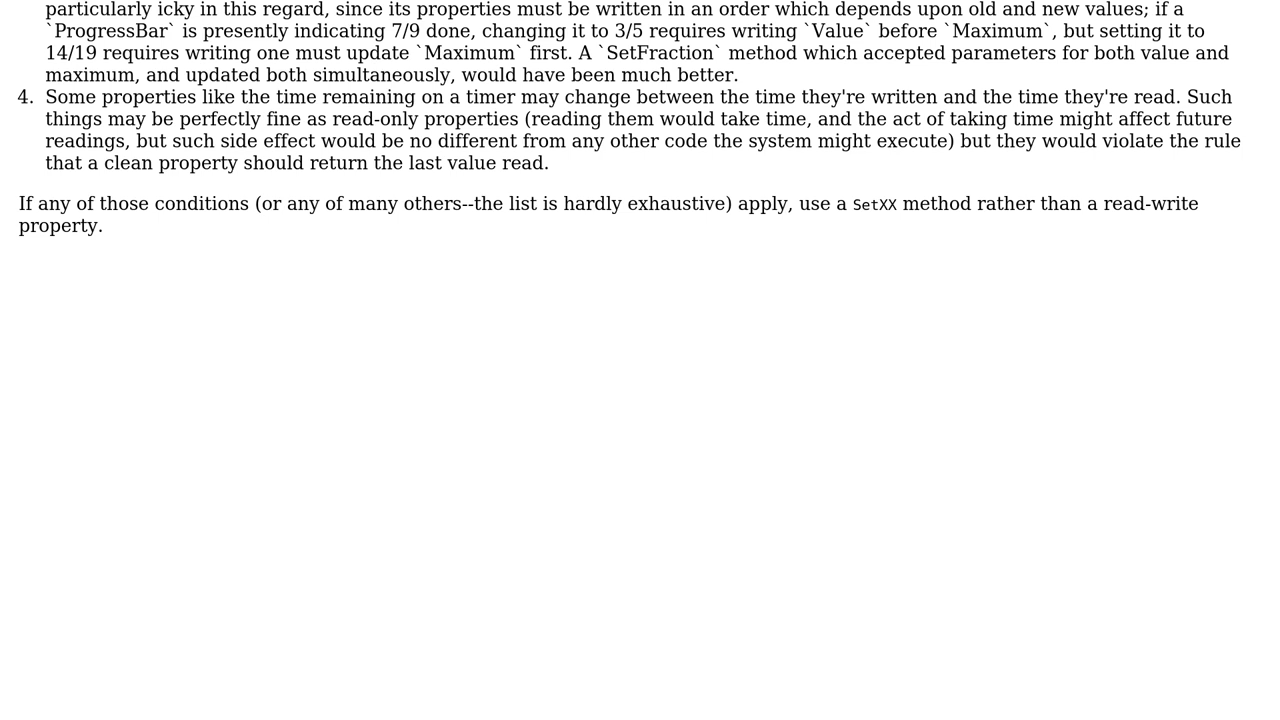 particularly icky in this regard, since its properties must be written in an order which depends upon old and new values; if a
`ProgressBar` is presently indicating 7/9 done, changing it to 3/5 requires writing `Value` before `Maximum`, but setting it to
14/19 requires writing one must update `Maximum` first. A `SetFraction` method which accepted parameters for both value and
maximum, and updated both simultaneously, would have been much better.
4. Some properties like the time remaining on a timer may change between the time they're written and the time they're read. Such
things may be perfectly fine as read-only properties (reading them would take time, and the act of taking time might affect future
readings, but such side effect would be no different from any other code the system might execute) but they would violate the rule
that a clean property should return the last value read.
If any of those conditions (or any of many others--the list is hardly exhaustive) apply, use a SetXX method rather than a read-write
property.